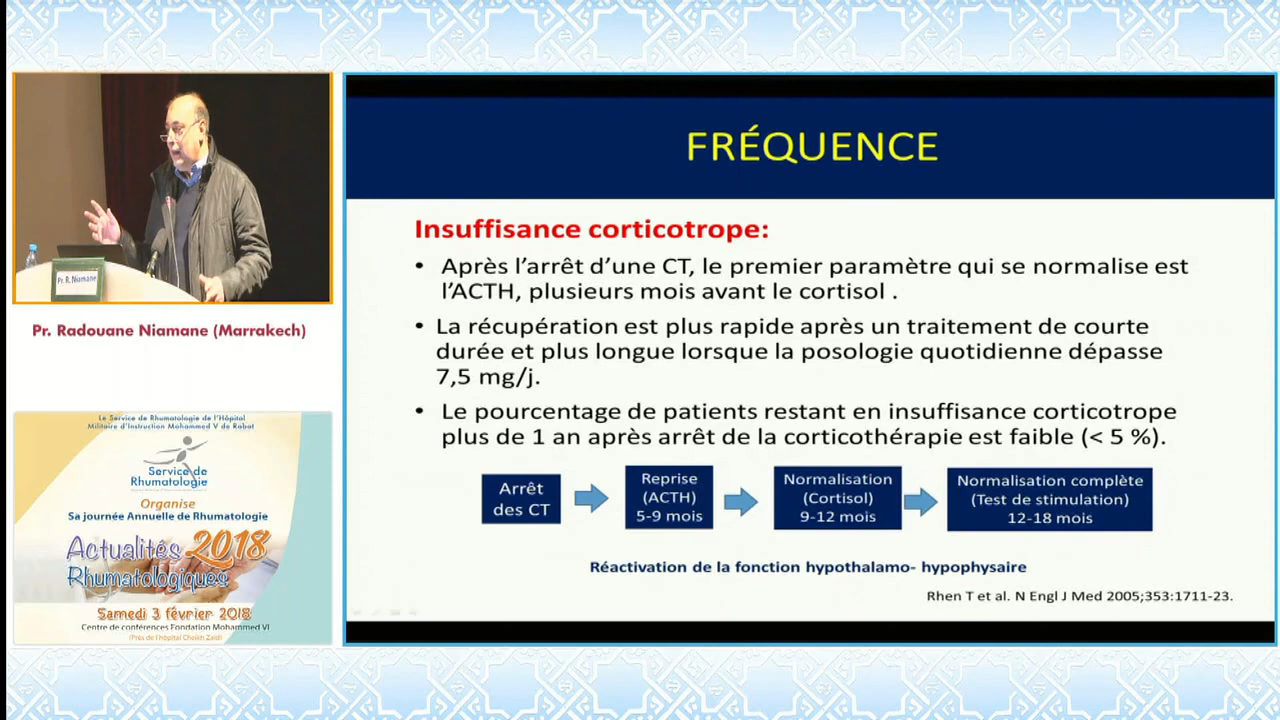 FRÉQUENCE
Insuffisance corticotrope:
• Après l’arrêt d’une CT, le premier paramètre qui se normalise est
l’ACTH, plusieurs mois avant le cortisol .
• La récupération est plus rapide après un traitement de courte
durée et plus longue lorsque la posologie quotidienne dépasse
7,5 mg/j.
• Le pourcentage de patients restant en insuffisance corticotrope
plus de 1 an après arrêt de la corticothérapie est faible (< 5 %).
Arrêt
des CT
Reprise
(ACTH)
5-9 mois
Normalisation
(Cortisol)
9-12 mois
Normalisation complète
(Test de stimulation)
12-18 mois
Réactivation de la fonction hypothalamo- hypophysaire
Rhen T et al. N Engl J Med 2005;353:1711-23.
Pr. R. Niamane
Pr. Radouane Niamane (Marrakech)
Le Service de Rhumatologie de l’Hôpital
Militaire d’Instruction Mohammed V de Rabat
Service de
Rhumatologie
Organise
Sa journée Annuelle de Rhumatologie
Actualités 2018
Rhumatologiques
Samedi 3 février 2018
Centre de conférences Fondation Mohammed VI
(Près de l’hôpital Cheikh Zaid)